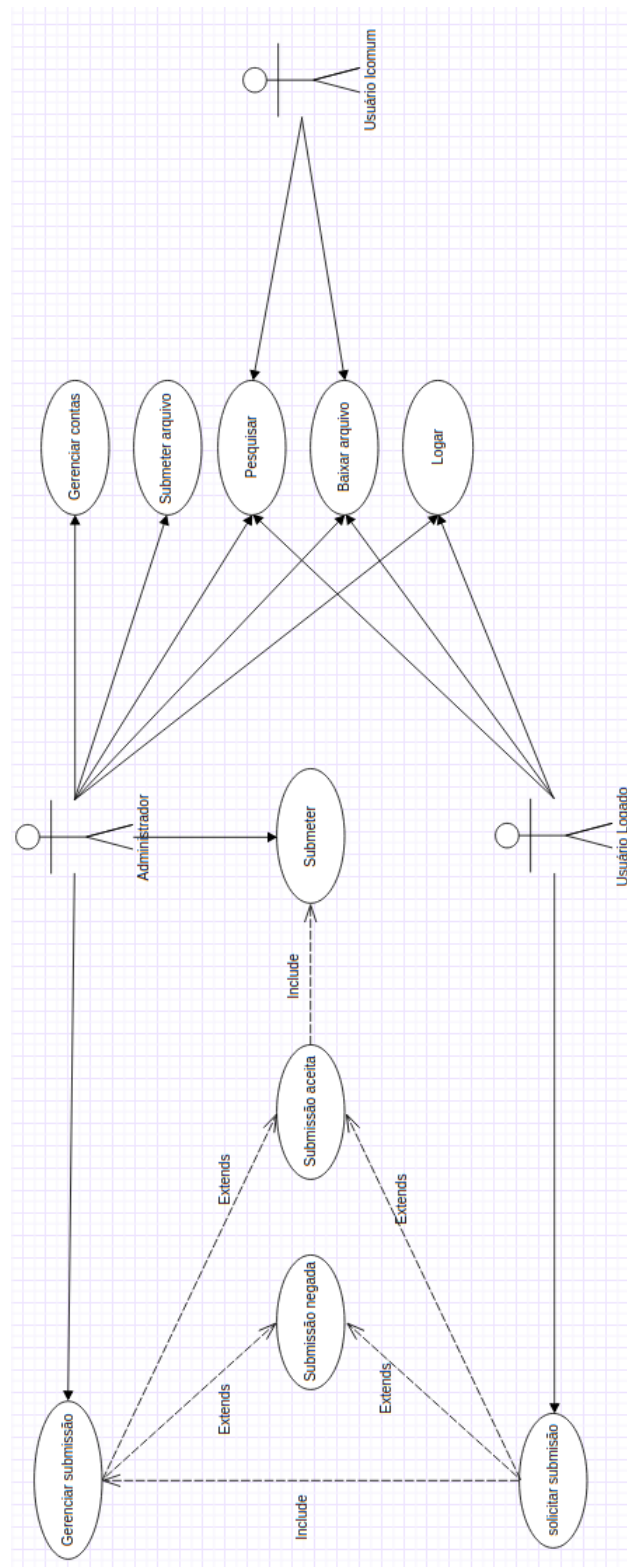 Gerenciar submissão
solicitar submisão
Include
Extends
Extends
Submissão negada
Extends
Extends
Submissão aceita
Include
Submeter
Administrador
Usuário Logado
Gerenciar contas
Submeter arquivo
Pesquisar
Baixar arquivo
Logar
Usuário lcomum